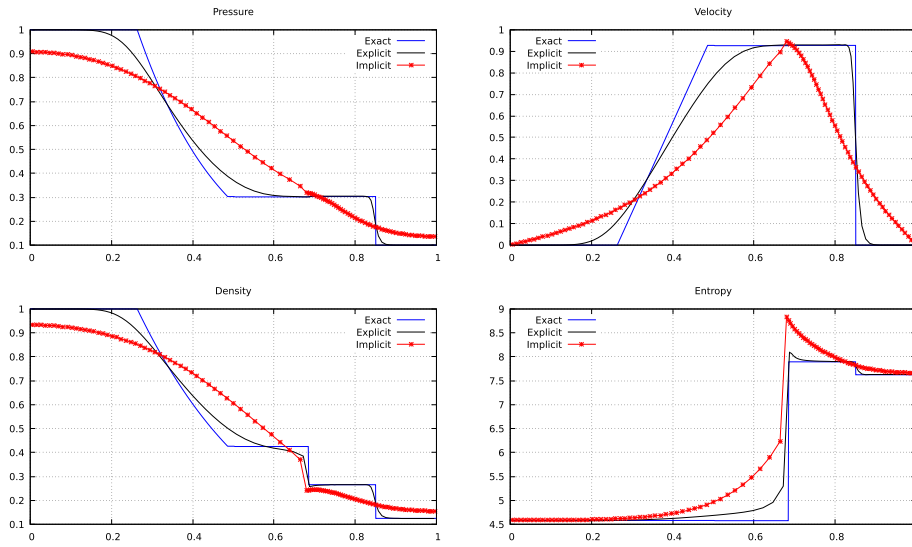 Pressure
1
0.9
0.8
0.7
0.6
0.5
0.4
0.3
0.2
0.1
0 0.2 0.4 0.6 0.8 1
Exact
Explicit
Implicit
Velocity
1
0.9
0.8
0.7
0.6
0.5
0.4
0.3
0.2
0.1
0
0 0.2 0.4 0.6 0.8
Exact
Explicit
Implicit
Density
1
0.9
0.8
0.7
0.6
0.5
0.4
0.3
0.2
0.1
0 0.2 0.4 0.6 0.8 1
Exact
Explicit
Implicit
Entropy
9
8.5
8
7.5
7
6.5
6
5.5
5
4.5
0 0.2 0.4 0.6 0.8
Exact
Explicit
Implicit